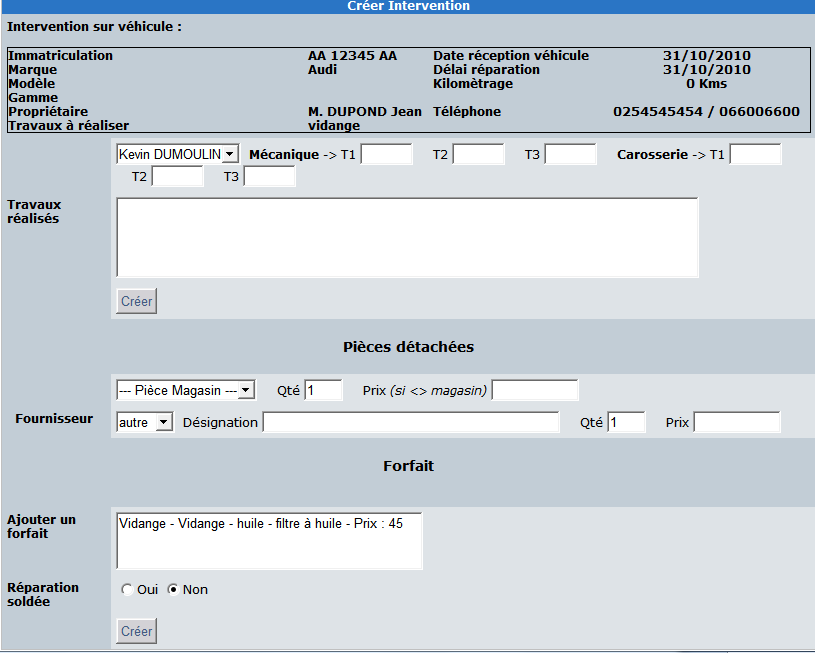 Créer Intervention
Intervention sur véhicule :
Immatriculation AA 12345 AA Date réception véhicule 31/10/2010
Marque Audi Délai réparation 31/10/2010
Modèle Kilomètrage 0 Kms
Gamme
Propriétaire M. DUPOND Jean Téléphone 0254545454 / 066006600
Travaux à réaliser vidange
Kevin DUMOULIN Mécanique -> T1 T2 T3 Carosserie -> T1
T2 T3
Travaux
réalisés
Créer
Pièces détachées
--- Pièce Magasin --- Qté 1 Prix (si <> magasin)
Fournisseur autre Désignation Qté 1 Prix
Forfait
Ajouter un
forfait
Vidange - Vidange - huile - filtre à huile - Prix : 45
Réparation
soldée
Oui Non
Créer